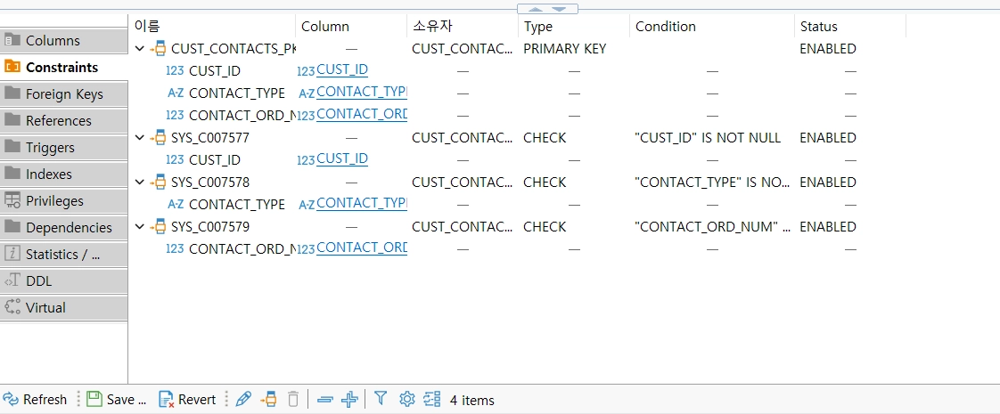 이름 Column 소유자 Type Condition Status
Columns
CUST_CONTACTS_PK — CUST_CONTAC... PRIMARY KEY ENABLED
Constraints
123 CUST_ID 123 CUST_ID — — — —
Foreign Keys
A-Z CONTACT_TYPE A-Z CONTACT_TYPI — — — —
References
123 CONTACT_ORD_N 123 CONTACT_ORD — — — —
Triggers
SYS_C007577 — CUST_CONTAC... CHECK "CUST_ID" IS NOT NULL ENABLED
Indexes
123 CUST_ID 123 CUST_ID — — — —
SYS_C007578 — CUST_CONTAC... CHECK "CONTACT_TYPE" IS NO... ENABLED
Privileges
A-Z CONTACT_TYPE A-Z CONTACT_TYPI — — — —
Dependencies
SYS_C007579 — CUST_CONTAC... CHECK "CONTACT_ORD_NUM" ... ENABLED
Statistics / ...
123 CONTACT_ORD_N 123 CONTACT_ORD — — — —
DDL
Virtual
Refresh Save ... Revert 4 items